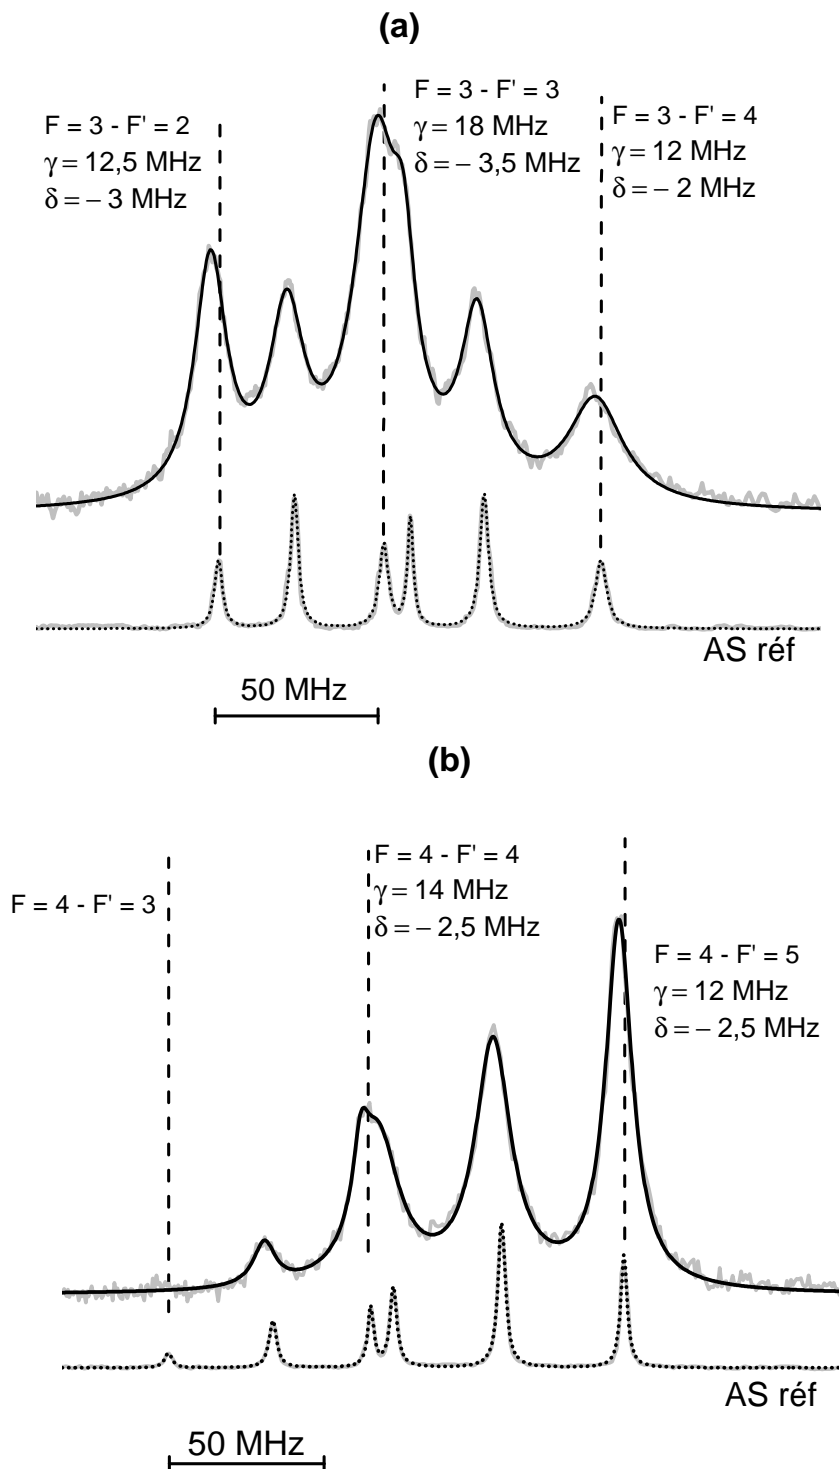 (a)
F = 3 - F' = 2
γ = 12,5 MHz
δ = − 3 MHz
F = 3 - F' = 3
γ = 18 MHz
δ = − 3,5 MHz
F = 3 - F' = 4
γ = 12 MHz
δ = − 2 MHz
AS réf
50 MHz
(b)
F = 4 - F' = 3
F = 4 - F' = 4
γ = 14 MHz
δ = − 2,5 MHz
F = 4 - F' = 5
γ = 12 MHz
δ = − 2,5 MHz
AS réf
50 MHz